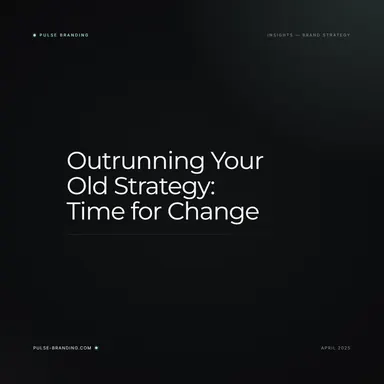 PULSE BRANDING
INSIGHTS — BRAND STRATEGY
Outrunning Your
Old Strategy:
Time for Change
PULSE-BRANDING.COM
APRIL 2025